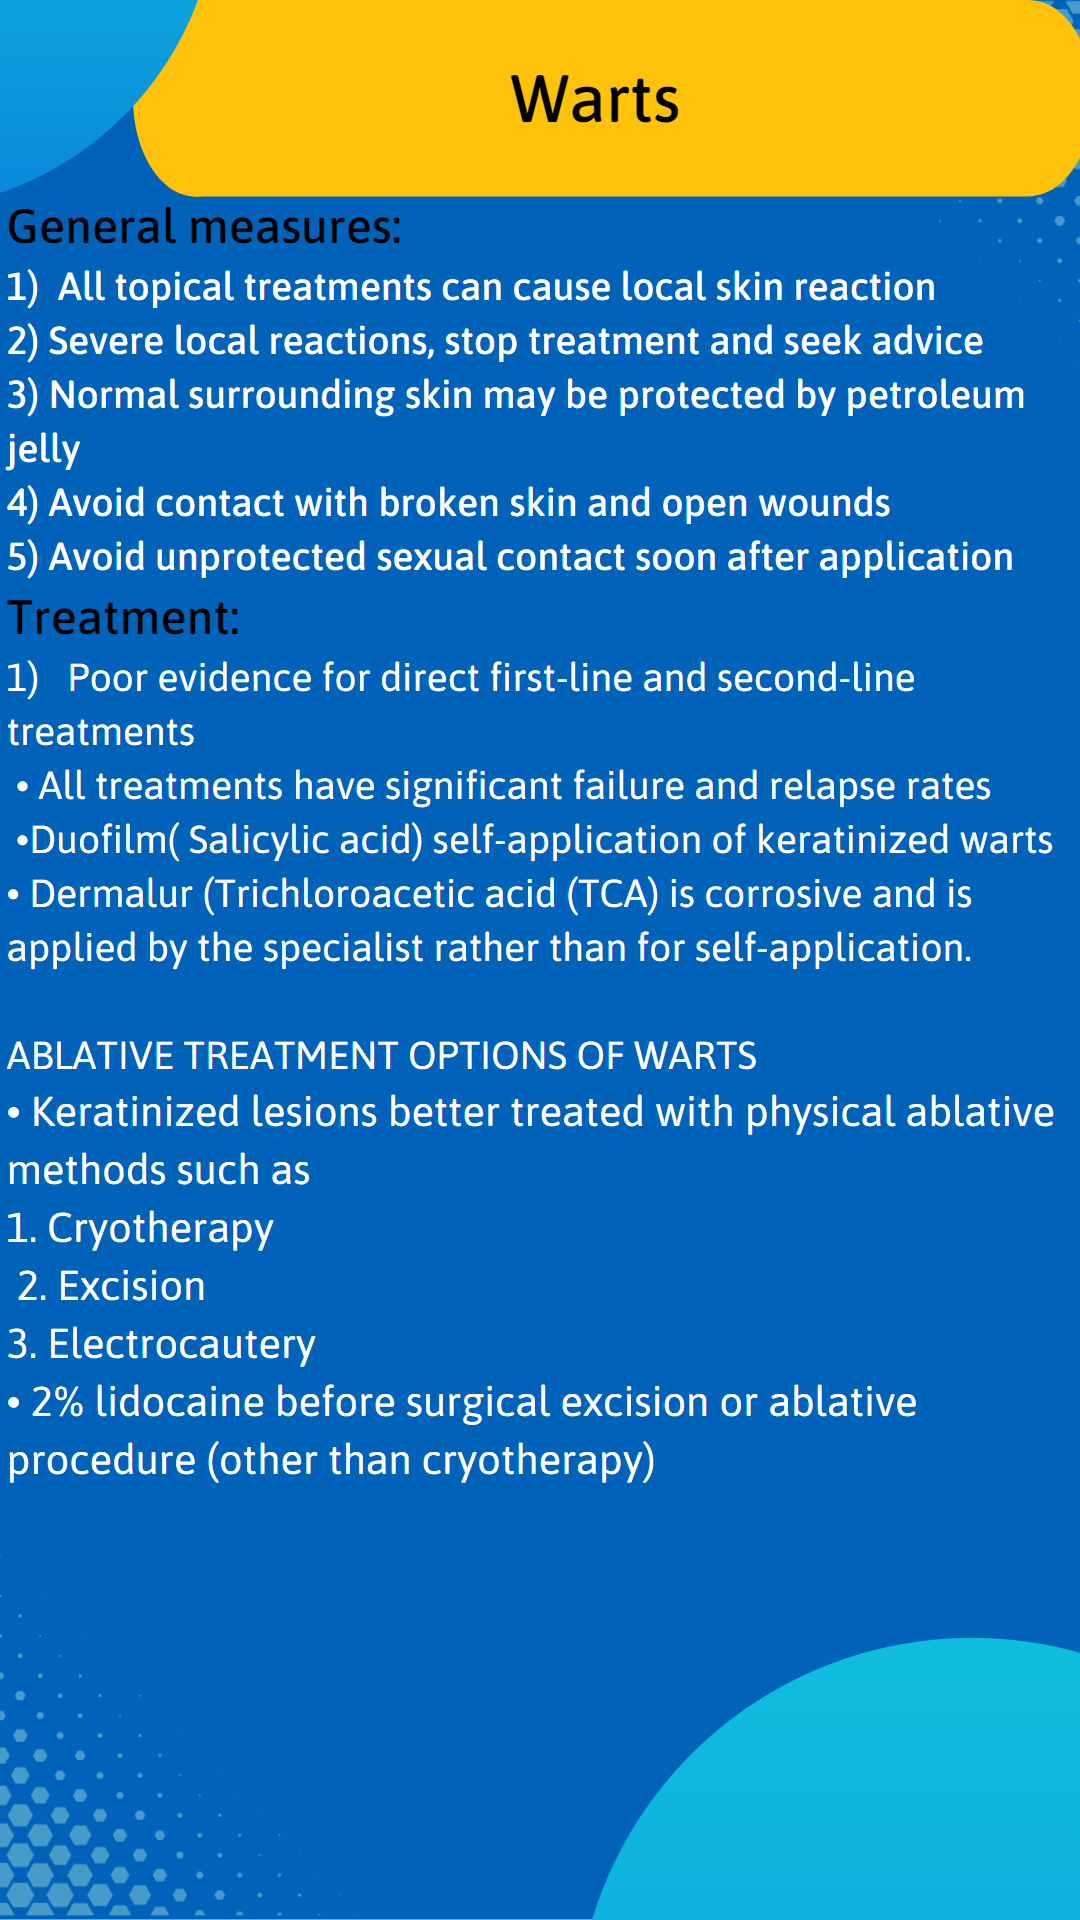 Warts
General measures:
1)  All topical treatments can cause local skin reaction
2) Severe local reactions, stop treatment and seek advice
3) Normal surrounding skin may be protected by petroleum
jelly
4) Avoid contact with broken skin and open wounds
5) Avoid unprotected sexual contact soon after application
Treatment:
1)   Poor evidence for direct first-line and second-line
treatments
• All treatments have significant failure and relapse rates
•Duofilm( Salicylic acid) self-application of keratinized warts
• Dermalur (Trichloroacetic acid (TCA) is corrosive and is
applied by the specialist rather than for self-application.
ABLATIVE TREATMENT OPTIONS OF WARTS
• Keratinized lesions better treated with physical ablative
methods such as
1. Cryotherapy
2. Excision
3. Electrocautery
• 2% lidocaine before surgical excision or ablative
procedure (other than cryotherapy)